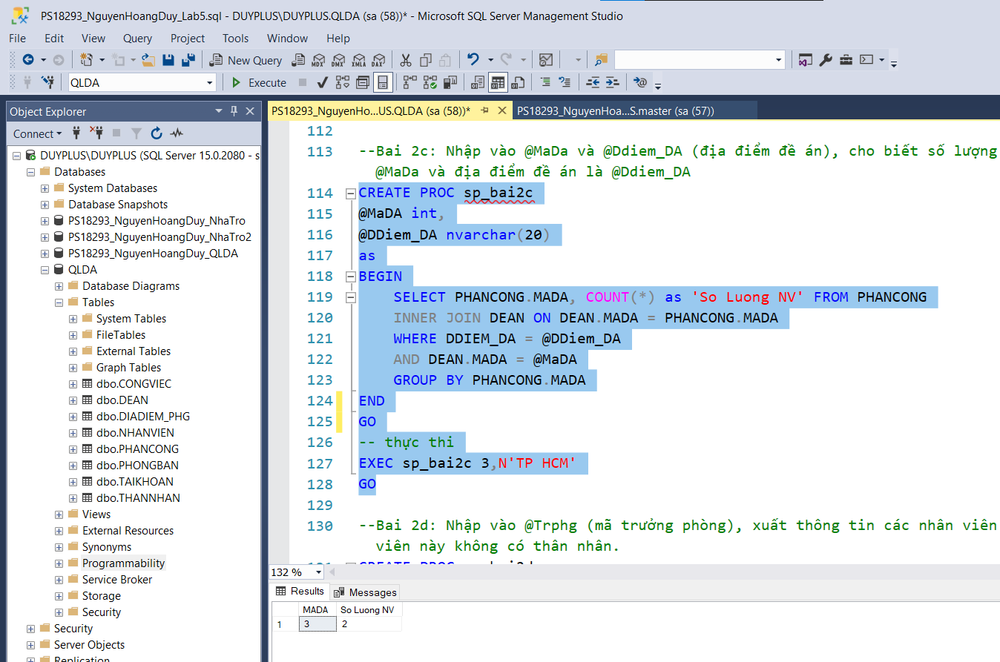 PS18293_NguyenHoangDuy_Lab5.sql - DUYPLUS\DUYPLUS.QLDA (sa (58))* - Microsoft SQL Server Management Studio
File Edit View Query Project Tools Window Help
New Query MDX DMX XMLA DAX
QLDA Execute
Object Explorer
Connect
DUYPLUS\DUYPLUS (SQL Server 15.0.2080 - s
Databases
System Databases
Database Snapshots
PS18293_NguyenHoangDuy_NhaTro
PS18293_NguyenHoangDuy_NhaTro2
PS18293_NguyenHoangDuy_QLDA
QLDA
Database Diagrams
Tables
System Tables
FileTables
External Tables
Graph Tables
dbo.CONGVIEC
dbo.DEAN
dbo.DIADIEM_PHG
dbo.NHANVIEN
dbo.PHANCONG
dbo.PHONGBAN
dbo.TAIKHOAN
dbo.THANNHAN
Views
External Resources
Synonyms
Programmability
Service Broker
Storage
Security
Security
Server Objects
Replication
PS18293_NguyenHo...US.QLDA (sa (58))* PS18293_NguyenHoa...S.master (sa (57))
112
113 --Bai 2c: Nhập vào @MaDa và @Ddiem_DA (địa điểm đề án), cho biết số lượng
@MaDa và địa điểm đề án là @Ddiem_DA
114 CREATE PROC sp_bai2c
115 @MaDA int,
116 @DDiem_DA nvarchar(20)
117 as
118 BEGIN
119 SELECT PHANCONG.MADA, COUNT(*) as 'So Luong NV' FROM PHANCONG
120 INNER JOIN DEAN ON DEAN.MADA = PHANCONG.MADA
121 WHERE DDIEM_DA = @DDiem_DA
122 AND DEAN.MADA = @MaDA
123 GROUP BY PHANCONG.MADA
124 END
125 GO
126 -- thực thi
127 EXEC sp_bai2c 3,N'TP HCM'
128 GO
129
130 --Bai 2d: Nhập vào @Trphg (mã trưởng phòng), xuất thông tin các nhân viên
viên này không có thân nhân.
132 %
Results Messages
MADA So Luong NV
1 3 2